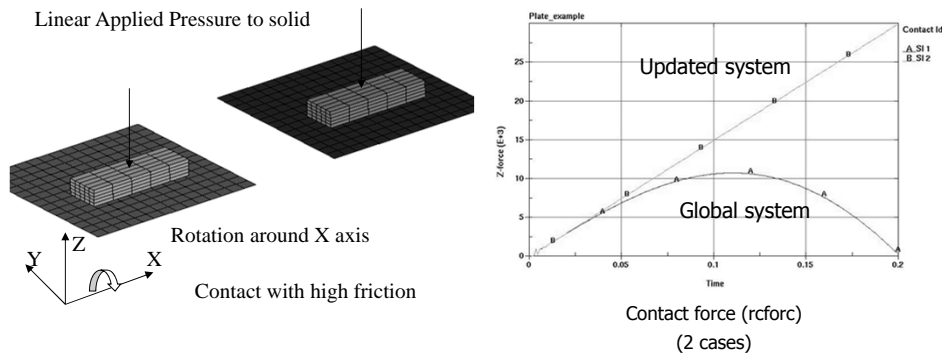 Linear Applied Pressure to solid
Rotation around X axis
Z
Y
X
Contact with high friction
Plate_example
Contact Id
A SI 1
B SI 2
Updated system
Global system
Z-force (E+3)
25
20
15
10
5
0
0
0.05
0.1
0.15
0.2
A
A
A
A
A
A
B
B
B
B
B
B
Time
Contact force (rcforc)
(2 cases)